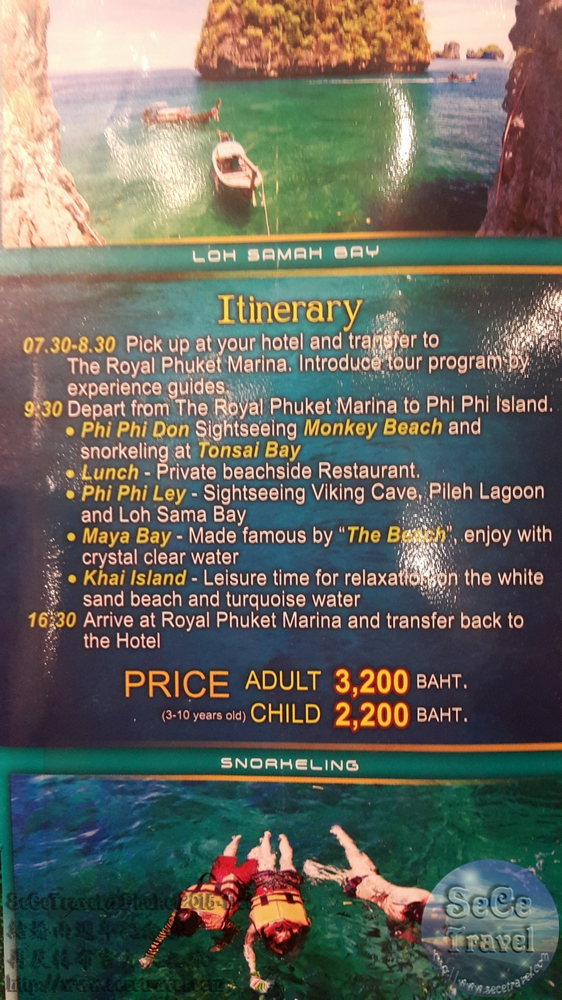 LOH SAMAH BAY
Itinerary
07.30-8.30 Pick up at your hotel and transfer to
The Royal Phuket Marina. Introduce tour program by
experience guides.
9:30 Depart from The Royal Phuket Marina to Phi Phi Island.
• Phi Phi Don Sightseeing Monkey Beach and
snorkeling at Tonsai Bay
• Lunch - Private beachside Restaurant.
• Phi Phi Ley - Sightseeing Viking Cave, Pileh Lagoon
and Loh Sama Bay
• Maya Bay - Made famous by “The Beach”, enjoy with
crystal clear water
• Khai Island - Leisure time for relaxation on the white
sand beach and turquoise water
16:30 Arrive at Royal Phuket Marina and transfer back to
the Hotel
PRICE ADULT 3,200 BAHT.
(3-10 years old) CHILD 2,200 BAHT.
SNORKELING
SeCe
Travel
http://www.secetravel.com